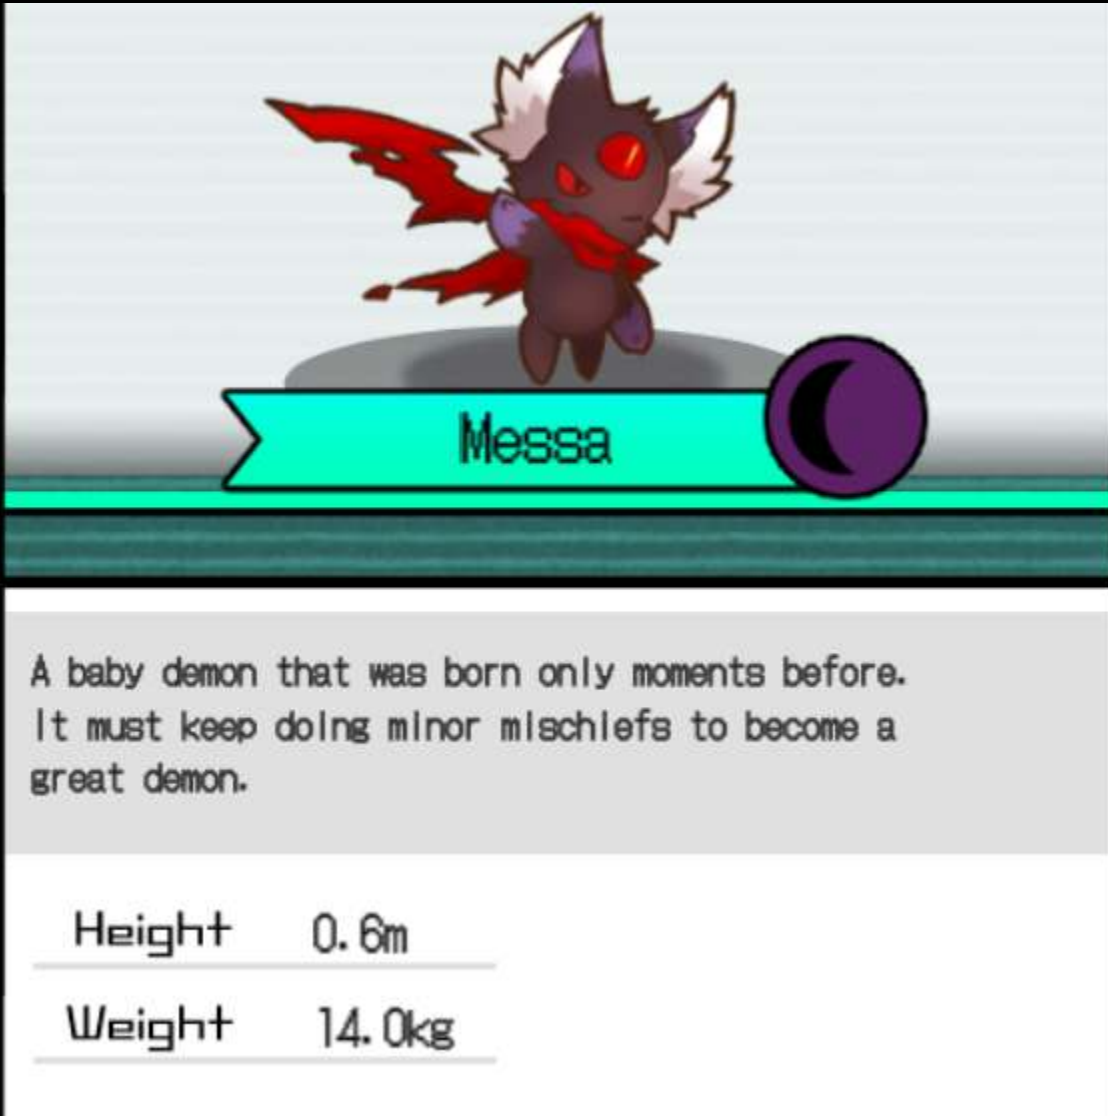 Messa
A baby demon that was born only moments before.
It must keep doing minor mischiefs to become a
great demon.
Height 0.6m
Weight 14.0kg